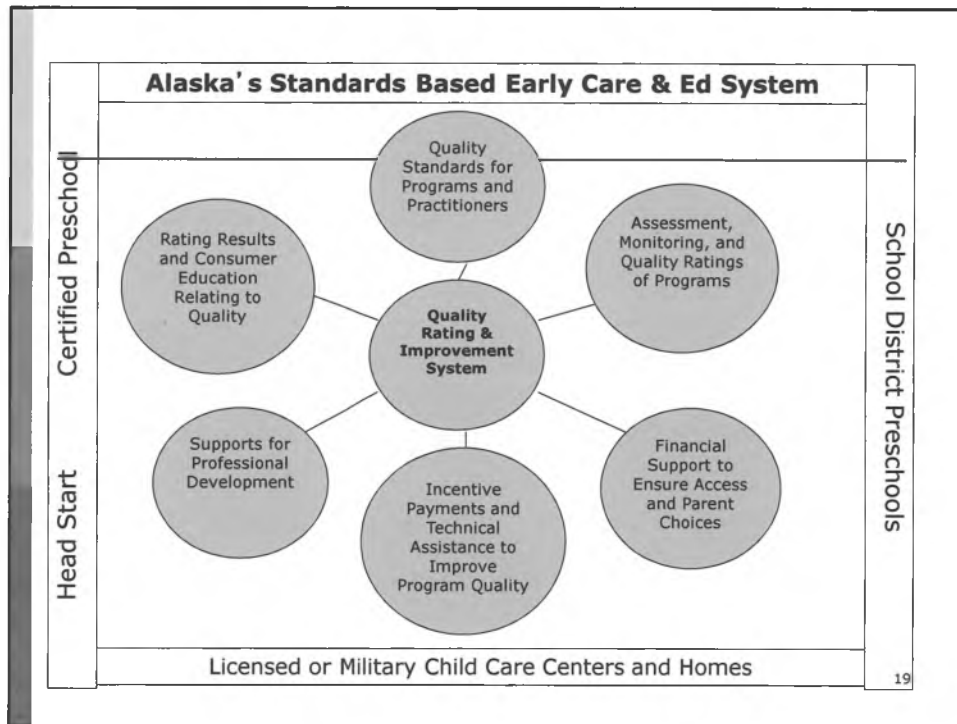 Alaska's Standards Based Early Care & Ed System
Quality
Standards for
Programs and
Practitioners
Assessment,
Monitoring, and
Quality Ratings
of Programs
Rating Results
and Consumer
Education
Relating to
Quality
Quality
Rating &
Improvement
System
Supports for
Professional
Development
Incentive
Payments and
Technical
Assistance to
Improve
Program Quality
Financial
Support to
Ensure Access
and Parent
Choices
Head Start Certified Preschool
School District Preschools
Licensed or Military Child Care Centers and Homes
19